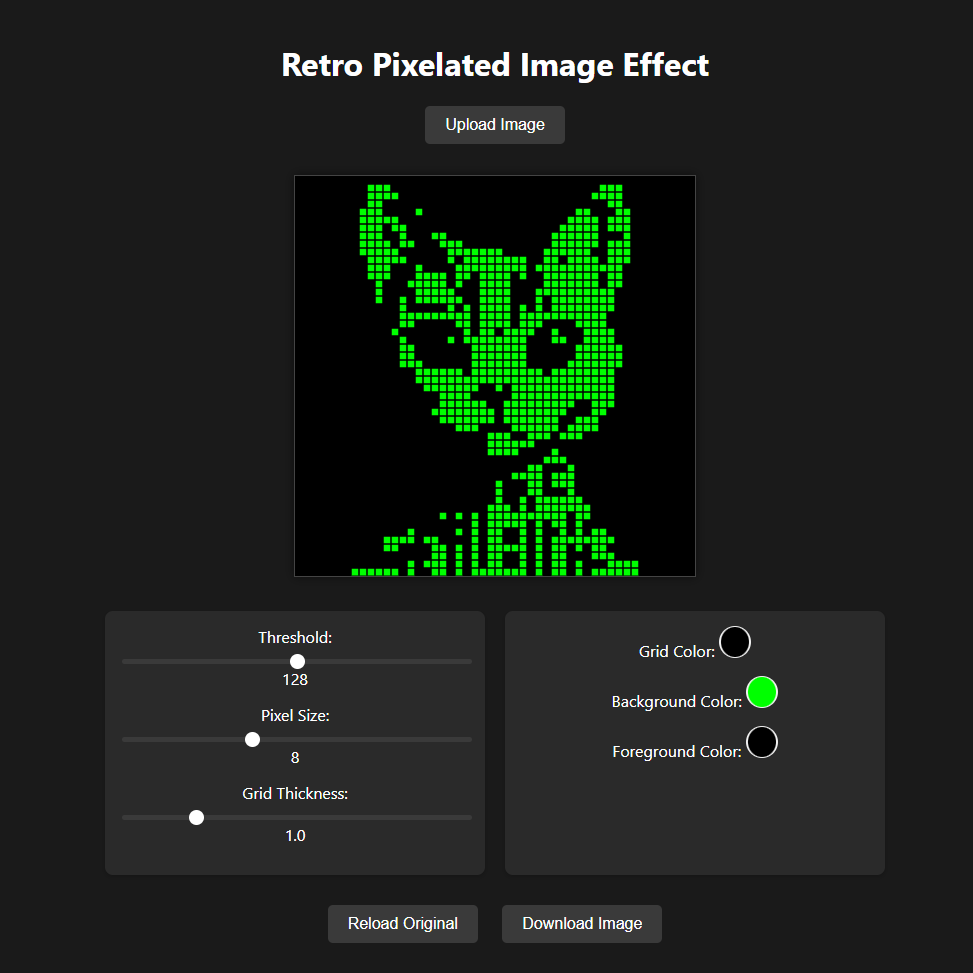 Retro Pixelated Image Effect
Upload Image
Threshold:
128
Pixel Size:
8
Grid Thickness:
1.0
Grid Color:
Background Color:
Foreground Color:
Reload Original
Download Image